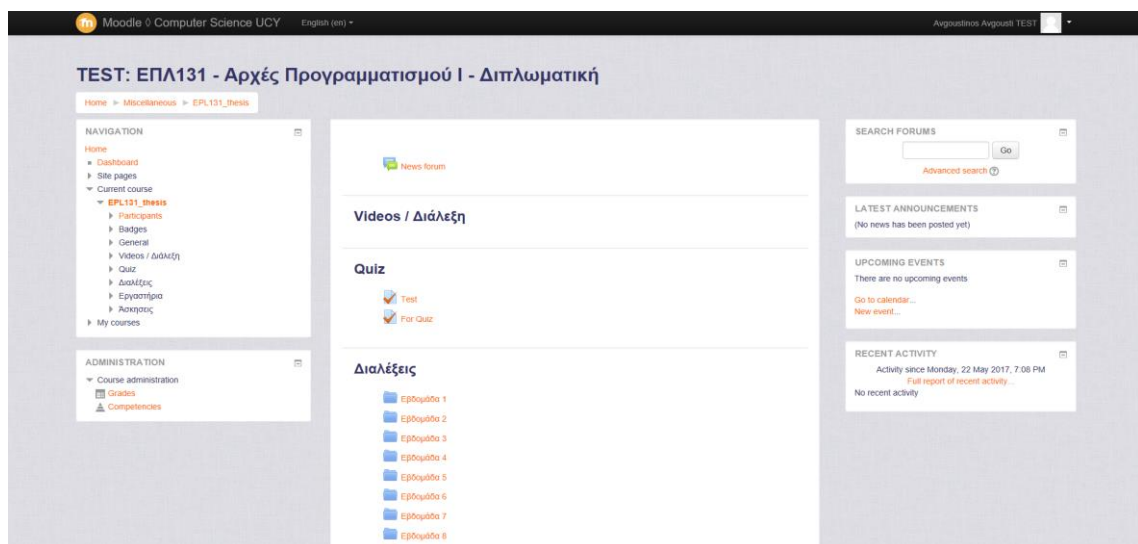 Moodle ◊ Computer Science UCY English (en)
Avgoustinos Avgousti TEST
TEST: ΕΠΛ131 - Αρχές Προγραμματισμού Ι - Διπλωματική
Home Miscellaneous EPL131_thesis
NAVIGATION
Home
Dashboard
Site pages
Current course
EPL131_thesis
Participants
Badges
General
Videos / Διάλεξη
Quiz
Διαλέξεις
Εργαστήρια
Άσκησεις
My courses
ADMINISTRATION
Course administration
Grades
Competencies
News forum
Videos / Διάλεξη
Quiz
Test
For Quiz
Διαλέξεις
Εβδομάδα 1
Εβδομάδα 2
Εβδομάδα 3
Εβδομάδα 4
Εβδομάδα 5
Εβδομάδα 6
Εβδομάδα 7
Εβδομάδα 8
SEARCH FORUMS
Go
Advanced search
LATEST ANNOUNCEMENTS
(No news has been posted yet)
UPCOMING EVENTS
There are no upcoming events
Go to calendar...
New event...
RECENT ACTIVITY
Activity since Monday, 22 May 2017, 7:08 PM
Full report of recent activity...
No recent activity